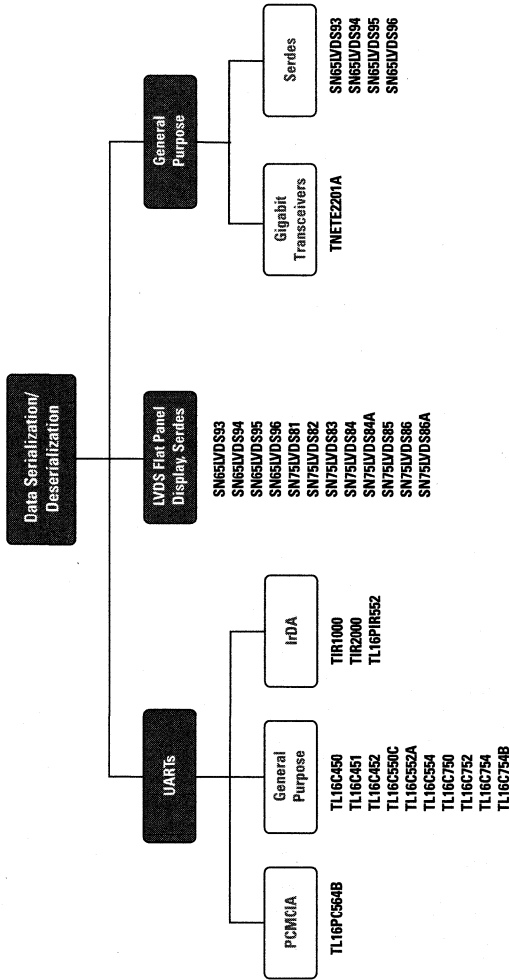 Data Serialization/
Deserialization
UARTs
PCMCIA
TL16PC564B
General
Purpose
TL16C450
TL16C451
TL16C452
TL16C550C
TL16C552A
TL16C554
TL16C750
TL16C752
TL16C754
TL16C754B
IrDA
TIR1000
TIR2000
TL16PIR552
LVDS Flat Panel
Display, Serdes
SN65LVDS93
SN65LVDS94
SN65LVDS95
SN65LVDS96
SN75LVDS81
SN75LVDS82
SN75LVDS83
SN75LVDS84
SN75LVDS84A
SN75LVDS85
SN75LVDS86
SN75LVDS86A
General
Purpose
Gigabit
Transceivers
TNETE2201A
Serdes
SN65LVDS93
SN65LVDS94
SN65LVDS95
SN65LVDS96